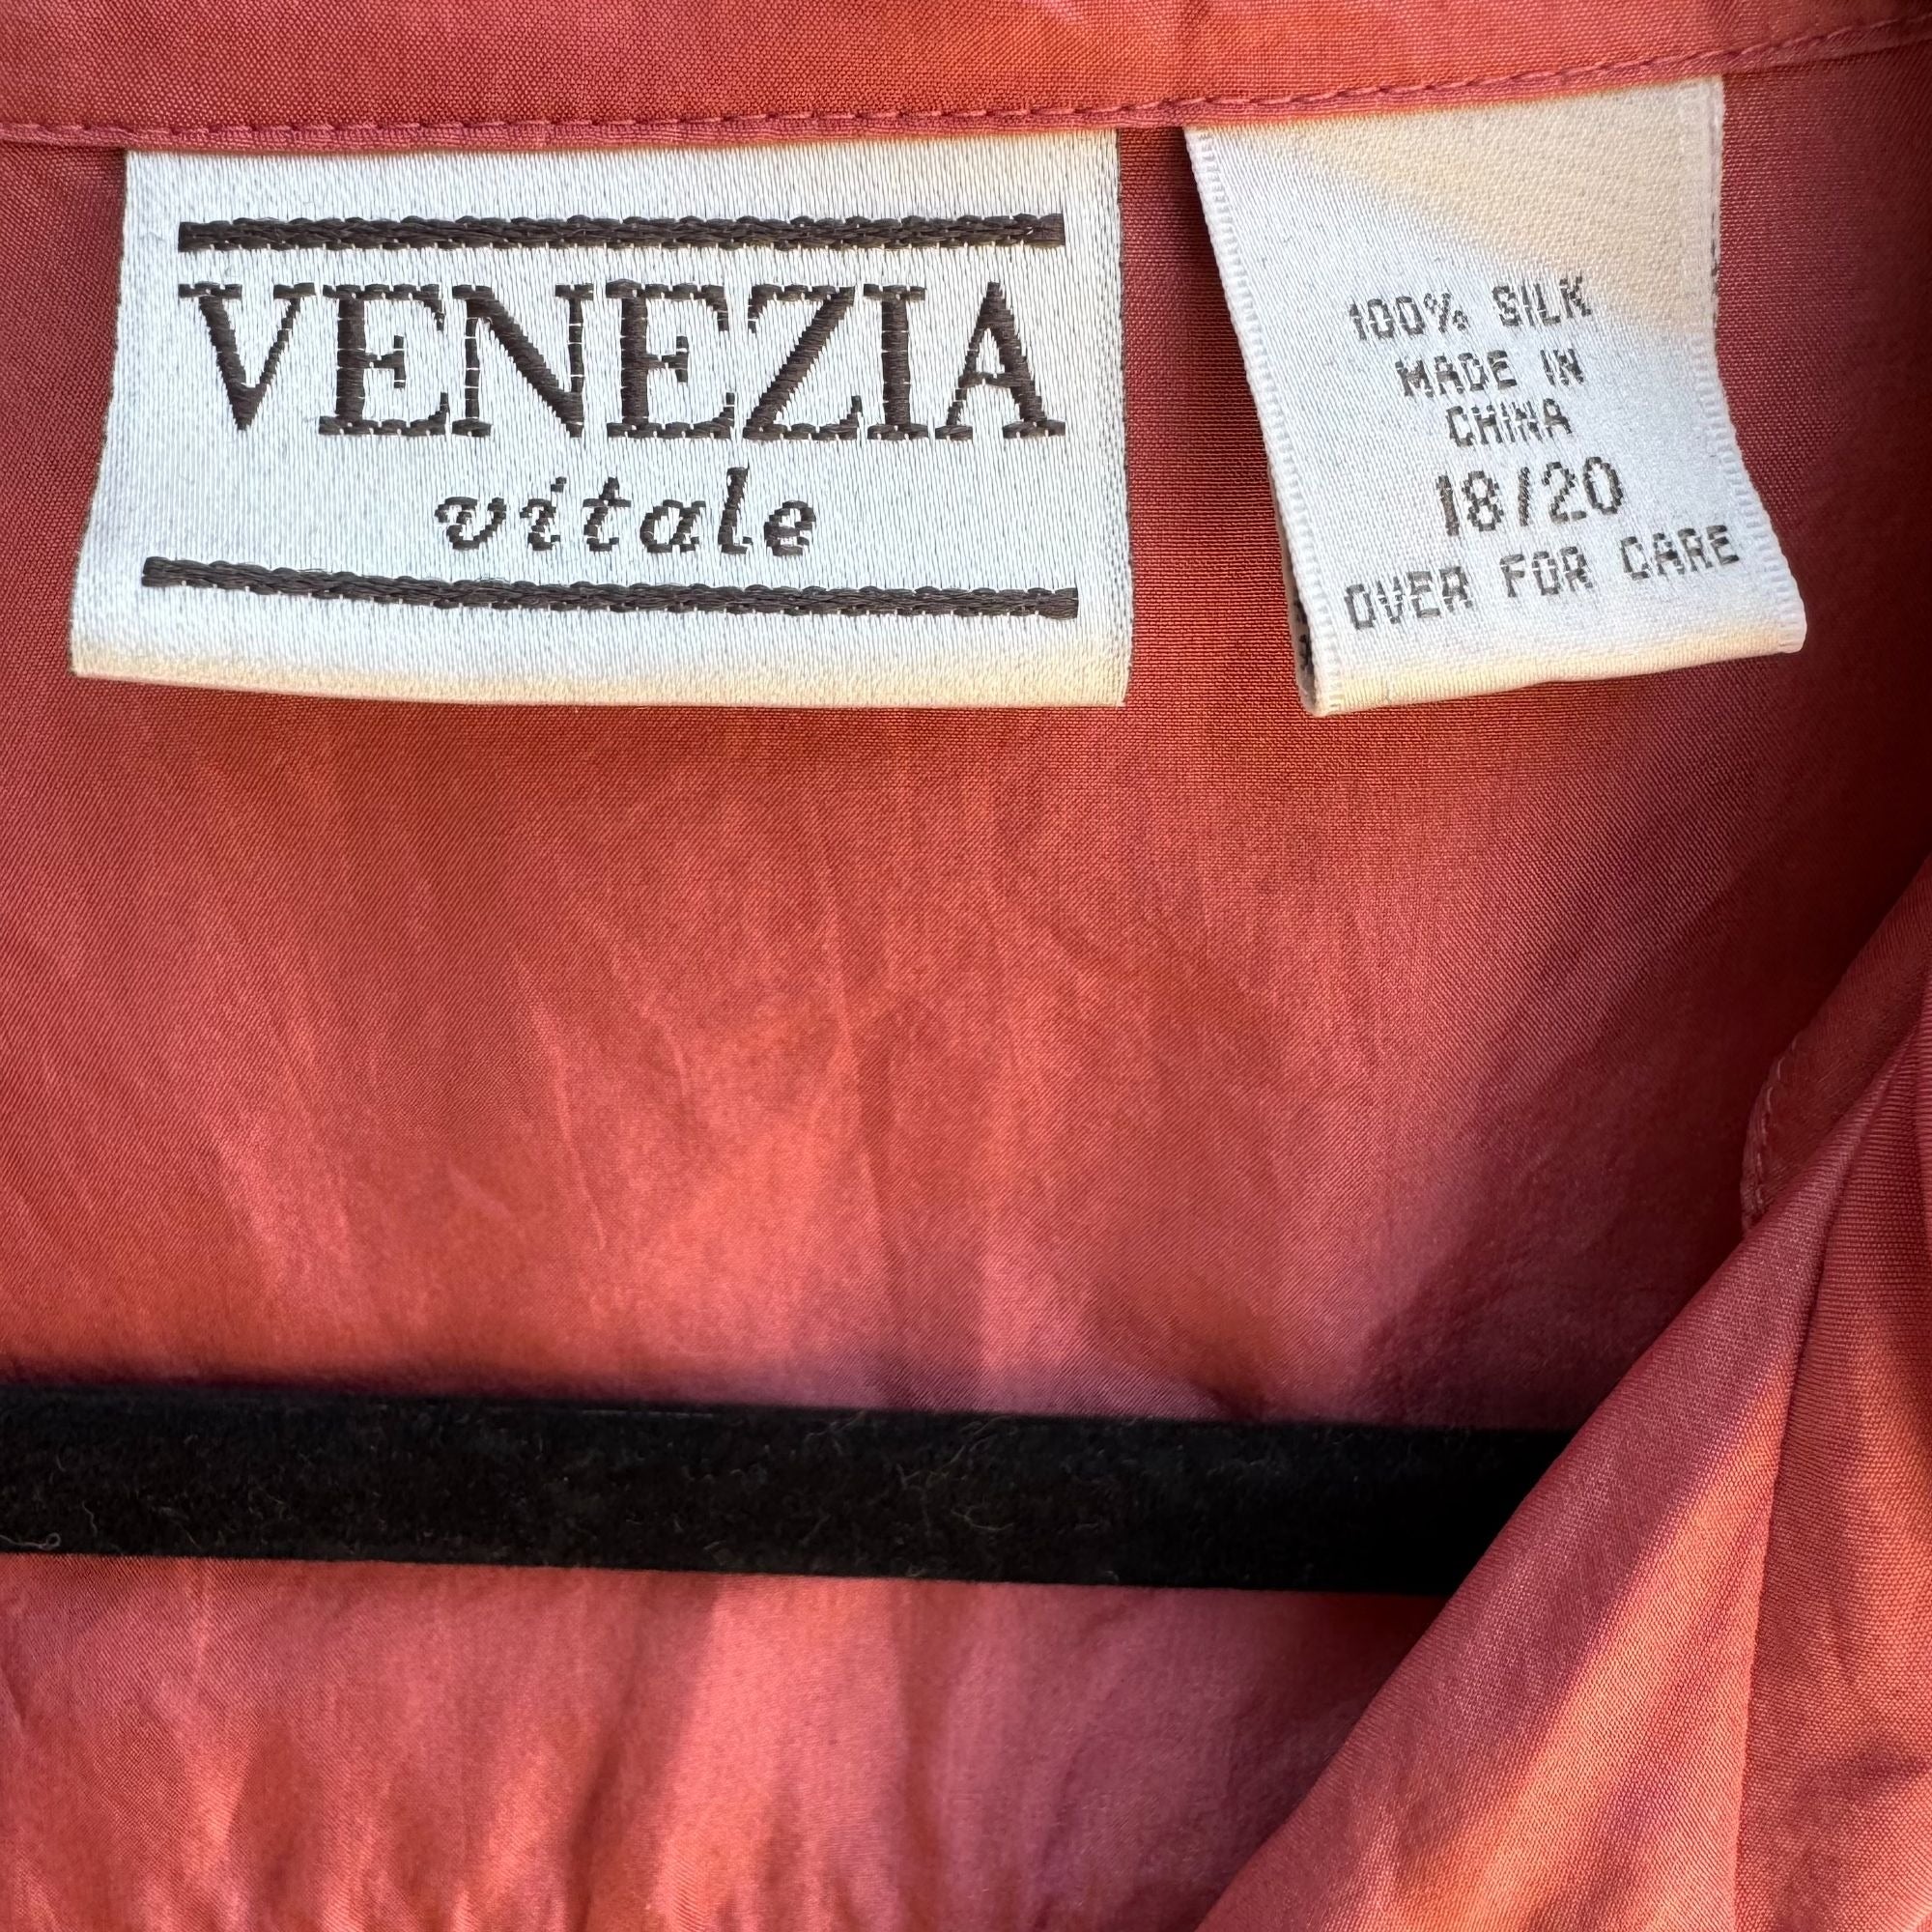 VENEZIA
vitale
100% SILK
MADE IN
CHINA
18/20
OVER FOR CARE